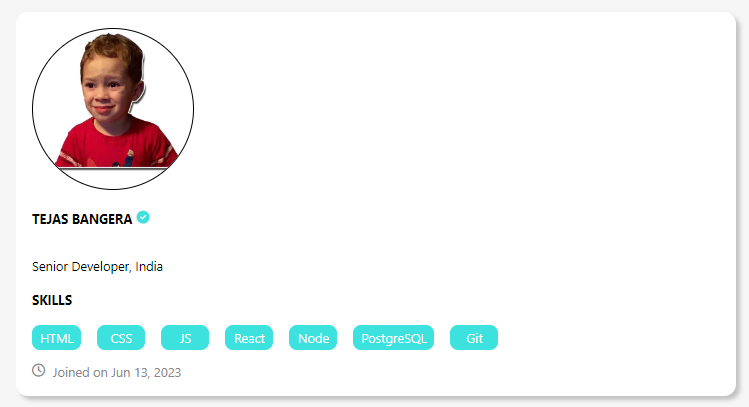 TEJAS BANGERA
Senior Developer, India
SKILLS
HTML CSS JS React Node PostgreSQL Git
Joined on Jun 13, 2023